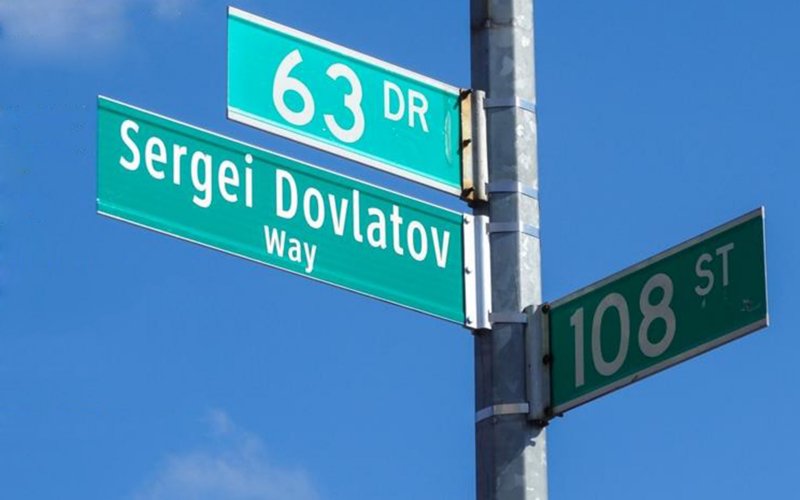 63 DR
Sergei Dovlatov
Way
108 ST